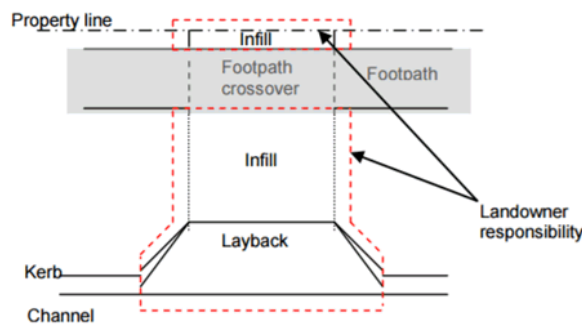 Property line
Infill
Footpath
crossover
Footpath
Infill
Landowner
responsibility
Layback
Kerb
Channel